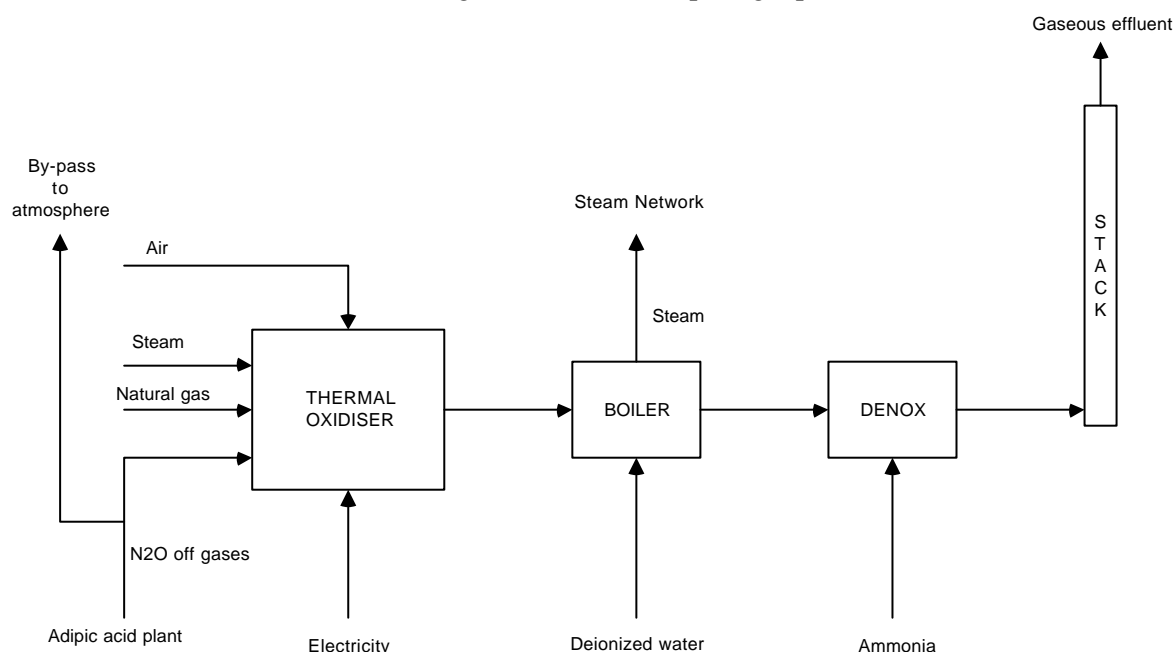 Gaseous effluent
By-pass
to
atmosphere
Steam Network
Air
S
T
A
C
K
Steam
Steam
Natural gas
THERMAL
OXIDISER
BOILER
DENOX
N2O off gases
Adipic acid plant
Electricity
Deionized water
Ammonia